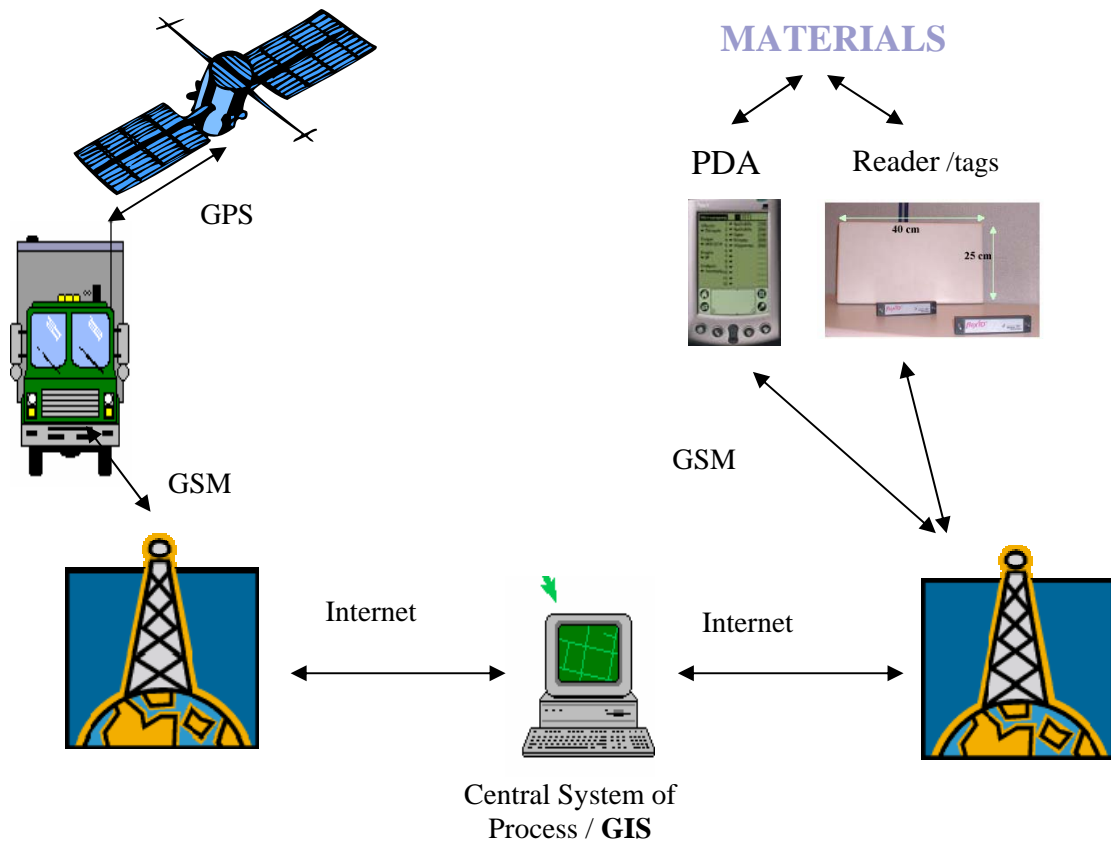 MATERIALS
PDA
Reader /tags
GPS
40 cm
25 cm
GSM
GSM
Internet
Internet
Central System of
Process / GIS